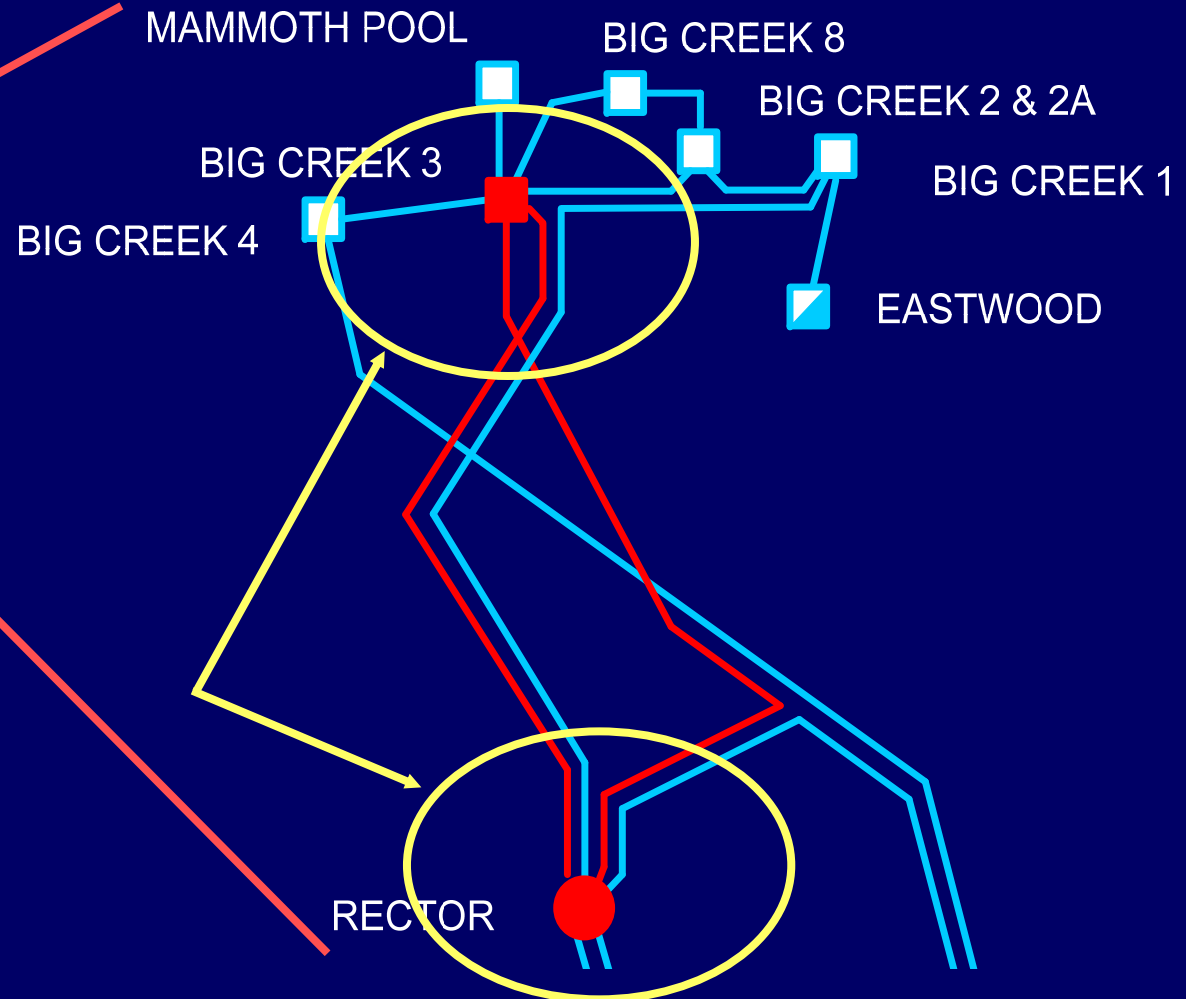 MAMMOTH POOL
BIG CREEK 8
BIG CREEK 2 & 2A
BIG CREEK 3
BIG CREEK 1
BIG CREEK 4
EASTWOOD
RECTOR